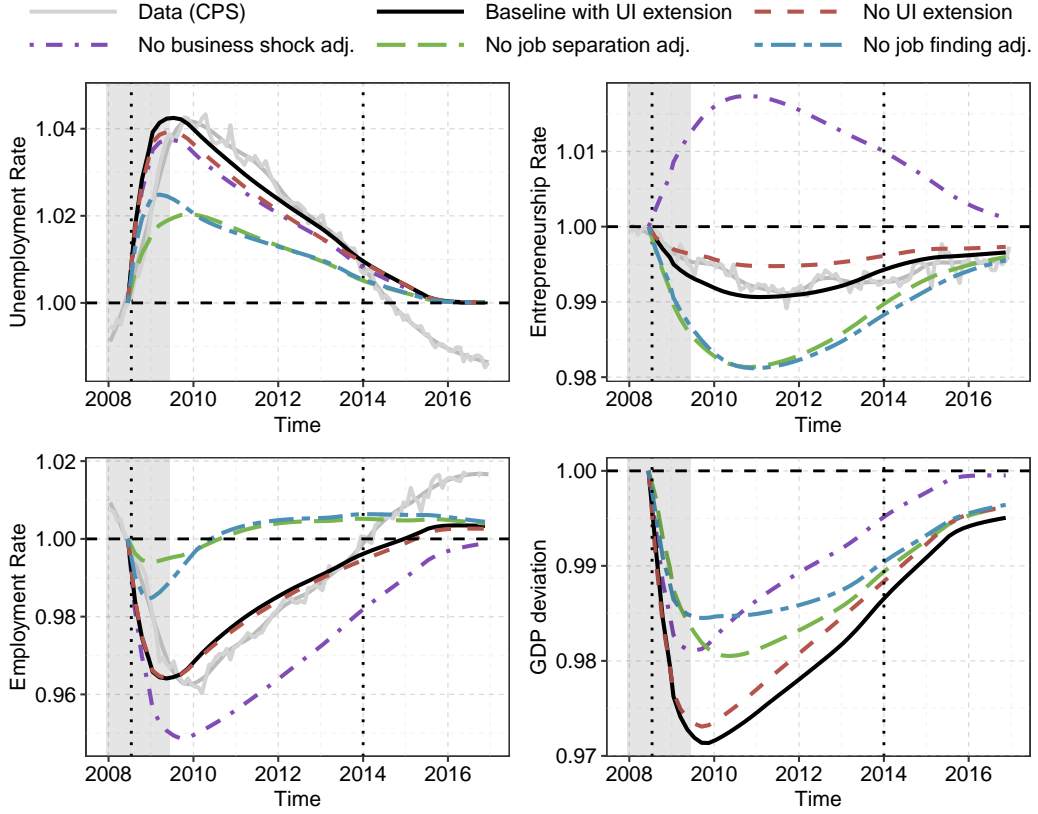 Data (CPS) Baseline with UI extension No UI extension
No business shock adj. No job separation adj. No job finding adj.
Unemployment Rate
1.04
1.02
1.00
2008 2010 2012 2014 2016
Time
Entrepreneurship Rate
1.01
1.00
0.99
0.98
2008 2010 2012 2014 2016
Time
Employment Rate
1.02
1.00
0.98
0.96
2008 2010 2012 2014 2016
Time
GDP deviation
1.00
0.99
0.98
0.97
2008 2010 2012 2014 2016
Time